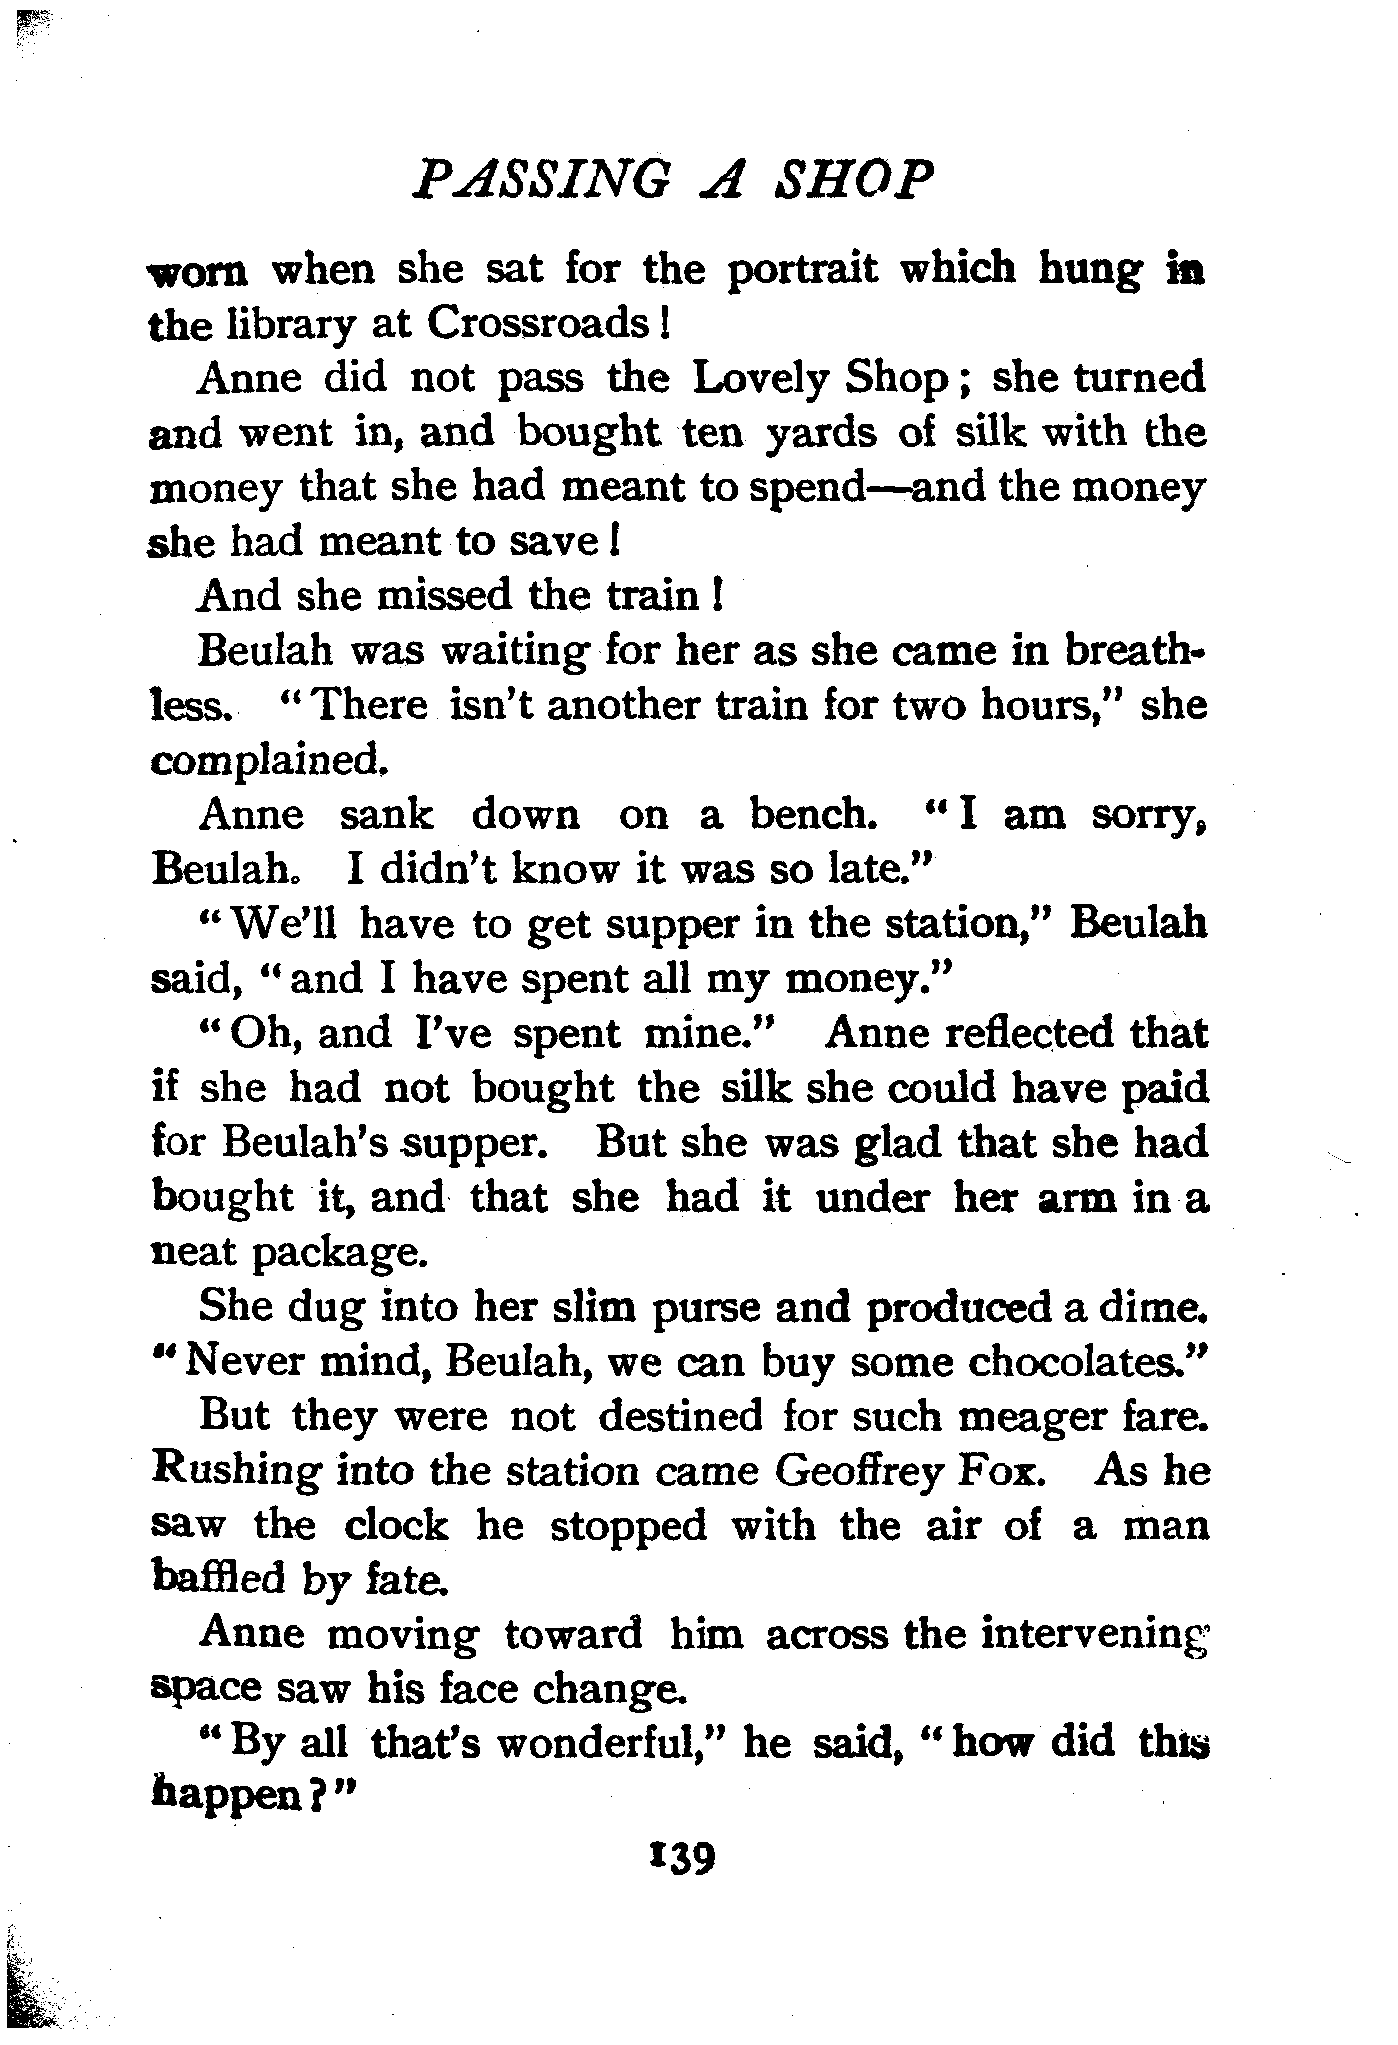 PASSING A SHOP
worn when she sat for the portrait which hung in
the library at Crossroads!
Anne did not pass the Lovely Shop; she turned
and went in, and bought ten yards of silk with the
money that she had meant to spend—and the money
she had meant to save!
And she missed the train!
Beulah was waiting for her as she came in breath-
less. "There isn't another train for two hours," she
complained.
Anne sank down on a bench. "I am sorry,
Beulah. I didn't know it was so late."
"We'll have to get supper in the station," Beulah
said, "and I have spent all my money."
"Oh, and I've spent mine." Anne reflected that
if she had not bought the silk she could have paid
for Beulah's supper. But she was glad that she had
bought it, and that she had it under her arm in a
neat package.
She dug into her slim purse and produced a dime.
"Never mind, Beulah, we can buy some chocolates."
But they were not destined for such meager fare.
Rushing into the station came Geoffrey Fox. As he
saw the clock he stopped with the air of a man
baffled by fate.
Anne moving toward him across the intervening
space saw his face change.
"By all that's wonderful," he said, "how did this
happen?"
139